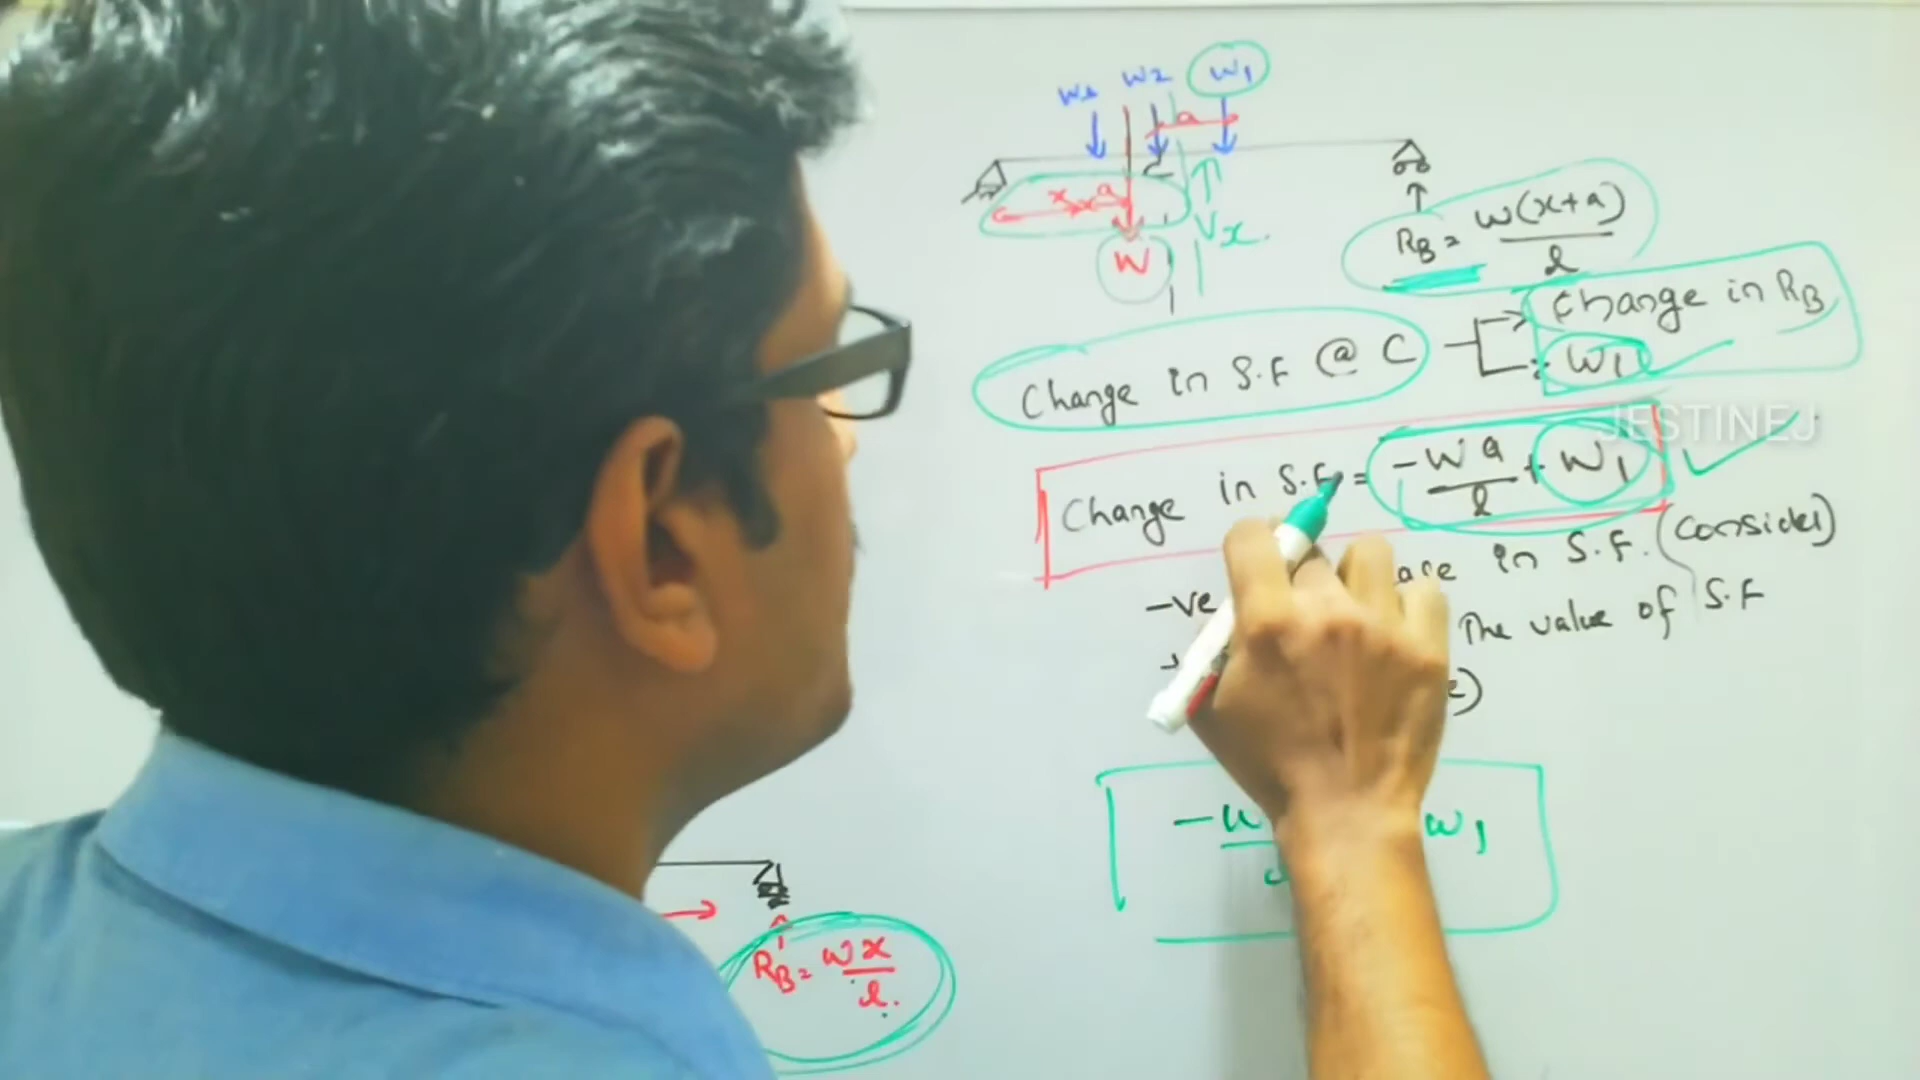 W2 W1
a
C
x a
Vx
W
RB = W(x+a)
l
Change in S.F @ C
Change in RB
W1
JESTINEJ
Change in S.F = -Wa/l + W1
-ve in S.F. (Consider)
The value of S.F
-W W1
RB = Wx/l